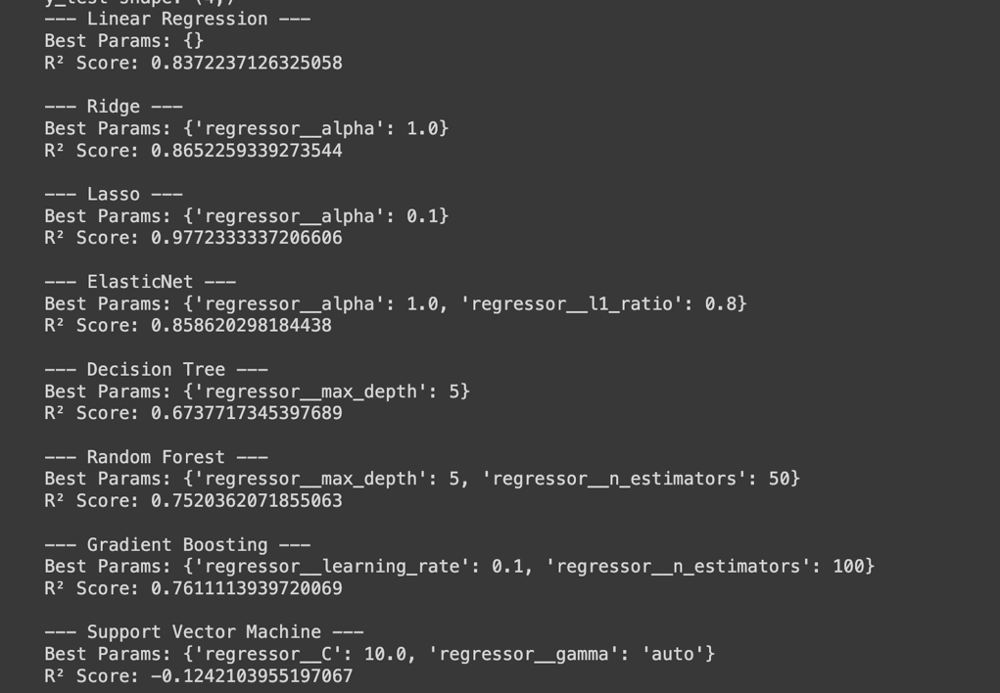 y_test shape: (4,)
--- Linear Regression ---
Best Params: {}
R² Score: 0.8372237126325058
--- Ridge ---
Best Params: {'regressor__alpha': 1.0}
R² Score: 0.8652259339273544
--- Lasso ---
Best Params: {'regressor__alpha': 0.1}
R² Score: 0.9772333337206606
--- ElasticNet ---
Best Params: {'regressor__alpha': 1.0, 'regressor__l1_ratio': 0.8}
R² Score: 0.858620298184438
--- Decision Tree ---
Best Params: {'regressor__max_depth': 5}
R² Score: 0.6737717345397689
--- Random Forest ---
Best Params: {'regressor__max_depth': 5, 'regressor__n_estimators': 50}
R² Score: 0.7520362071855063
--- Gradient Boosting ---
Best Params: {'regressor__learning_rate': 0.1, 'regressor__n_estimators': 100}
R² Score: 0.7611113939720069
--- Support Vector Machine ---
Best Params: {'regressor__C': 10.0, 'regressor__gamma': 'auto'}
R² Score: -0.1242103955197067